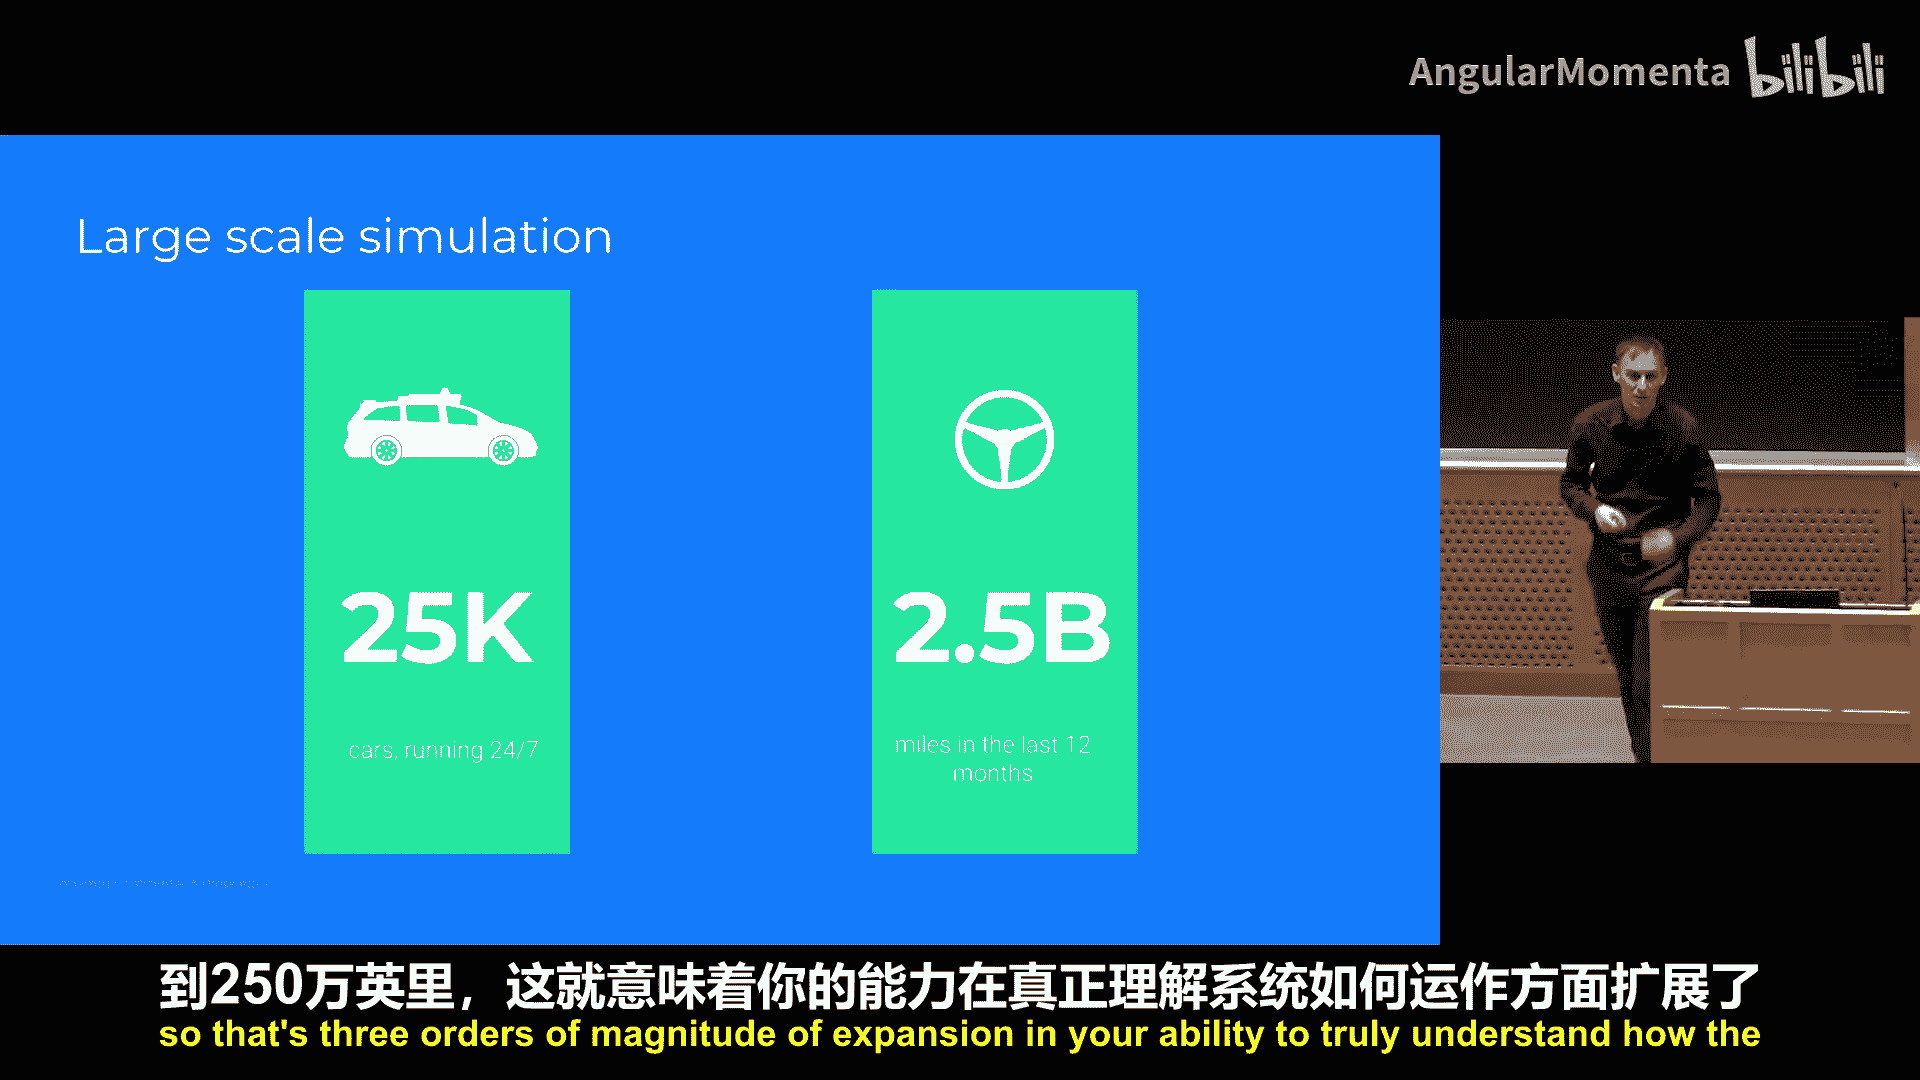 AngularMomenta bilibili
Large scale simulation
25K
cars, running 24/7
2.5B
miles in the last 12
months
到250万英里，这就意味着你的能力在真正理解系统如何运作方面扩展了
so that's three orders of magnitude of expansion in your ability to truly understand how the